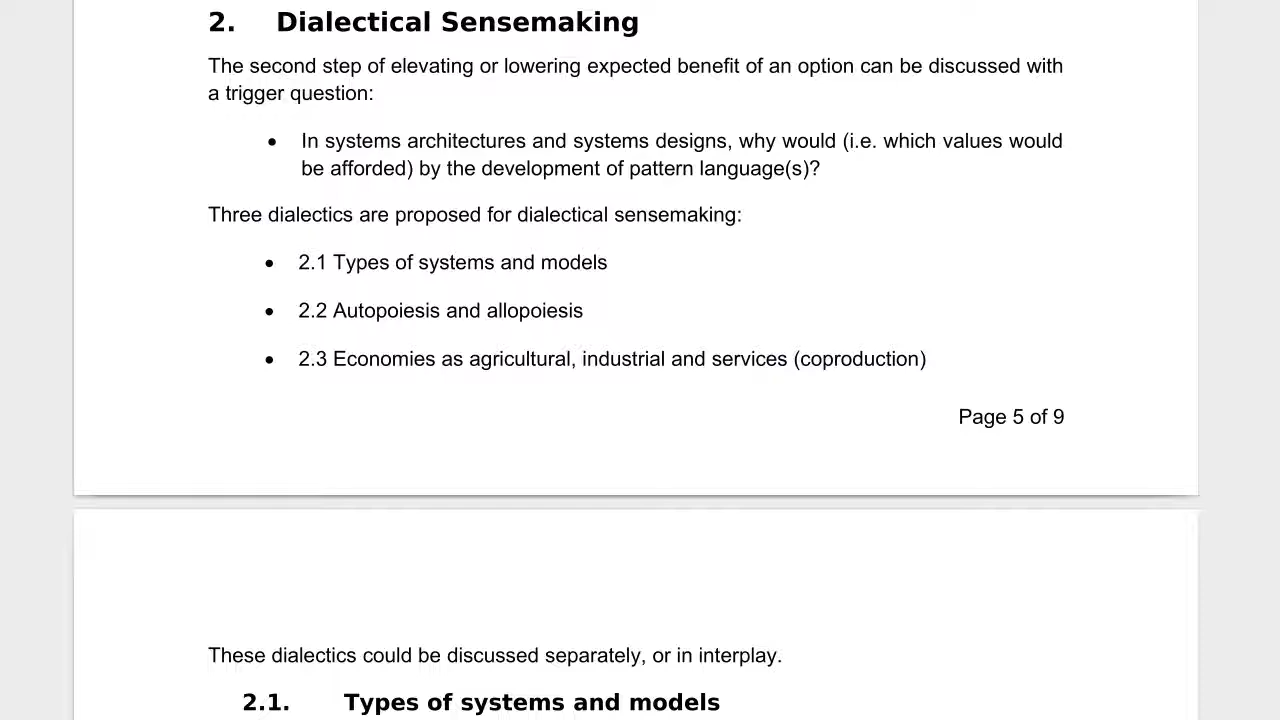 2. Dialectical Sensemaking
The second step of elevating or lowering expected benefit of an option can be discussed with
a trigger question:
• In systems architectures and systems designs, why would (i.e. which values would
be afforded) by the development of pattern language(s)?
Three dialectics are proposed for dialectical sensemaking:
• 2.1 Types of systems and models
• 2.2 Autopoiesis and allopoiesis
• 2.3 Economies as agricultural, industrial and services (coproduction)
Page 5 of 9
These dialectics could be discussed separately, or in interplay.
2.1. Types of systems and models